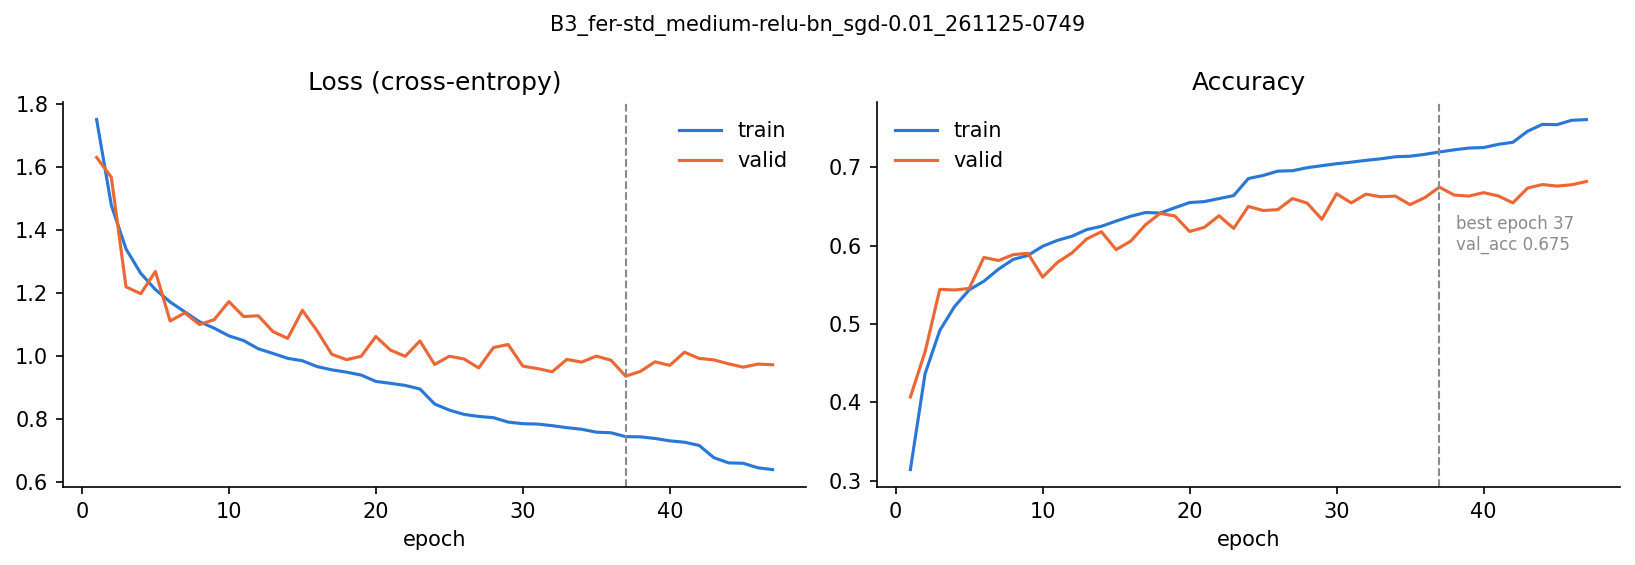 B3_fer-std_medium-relu-bn_sgd-0.01_261125-0749
Loss (cross-entropy)
train
valid
1.8
1.6
1.4
1.2
1.0
0.8
0.6
0
10
20
30
40
epoch
Accuracy
train
valid
0.7
0.6
0.5
0.4
0.3
best epoch 37
val_acc 0.675
0
10
20
30
40
epoch